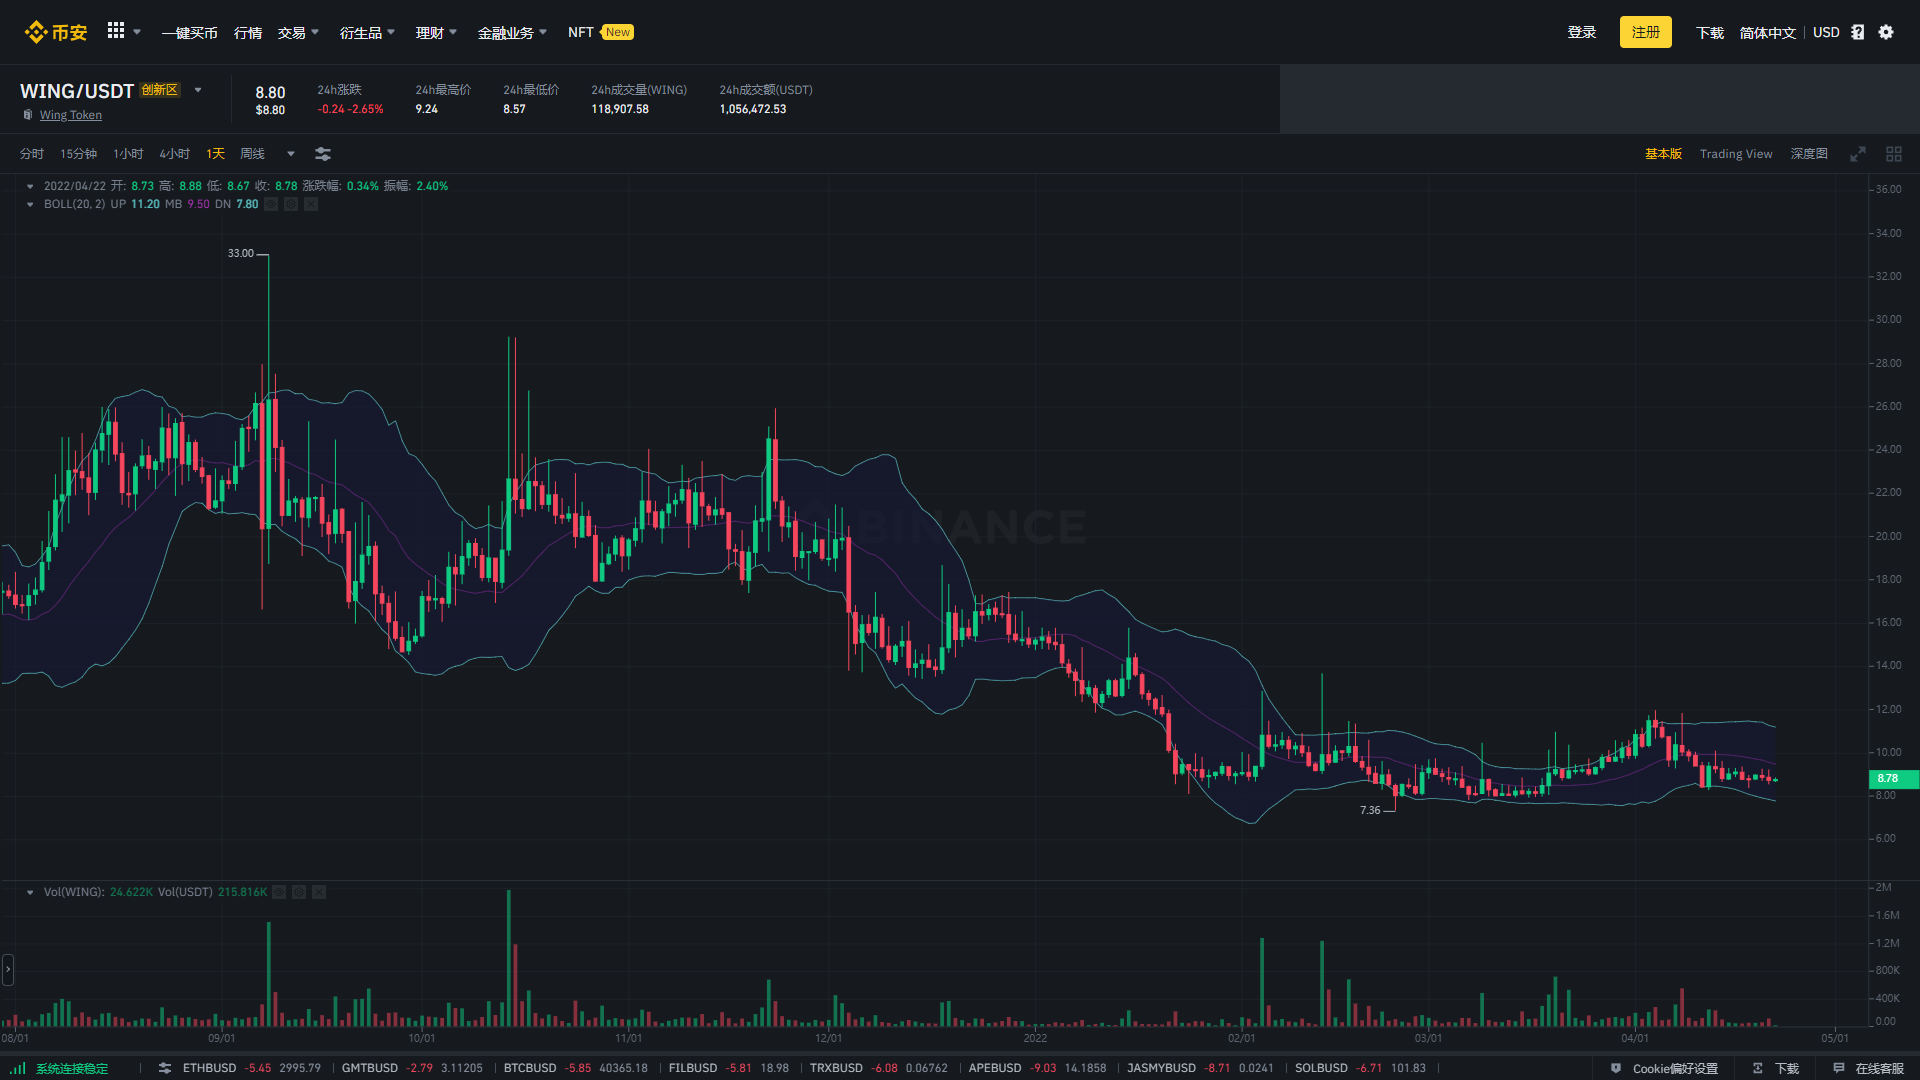 币安 一键买币 行情 交易 衍生品 理财 金融业务 NFT New 登录 注册 下载 简体中文 USD
WING/USDT 创新区
Wing Token
8.80
$8.80
24h涨跌
-0.24 -2.65%
24h最高价
9.24
24h最低价
8.57
24h成交量(WING)
118,907.58
24h成交额(USDT)
1,056,472.53
分时 15分钟 1小时 4小时 1天 周线 基本版 Trading View 深度图
2022/04/22 开: 8.73 高: 8.88 低: 8.67 收: 8.78 涨跌幅: 0.34% 振幅: 2.40%
BOLL(20, 2) UP 11.20 MB 9.50 DN 7.80
33.00
7.36
BINANCE
36.00
34.00
32.00
30.00
28.00
26.00
24.00
22.00
20.00
18.00
16.00
14.00
12.00
10.00
8.78
8.00
6.00
Vol(WING): 24.622K Vol(USDT) 215.816K
2M
1.6M
1.2M
800K
400K
0.00
08/01 09/01 10/01 11/01 12/01 2022 02/01 03/01 04/01 05/01
系统连接稳定 ETHBUSD -5.45 2995.79 GMTBUSD -2.79 3.11205 BTCBUSD -5.85 40365.18 FILBUSD -5.81 18.98 TRXBUSD -6.08 0.06762 APEBUSD -9.03 14.1858 JASMYBUSD -8.71 0.0241 SOLBUSD -6.71 101.83 Cookie偏好设置 下载 在线客服